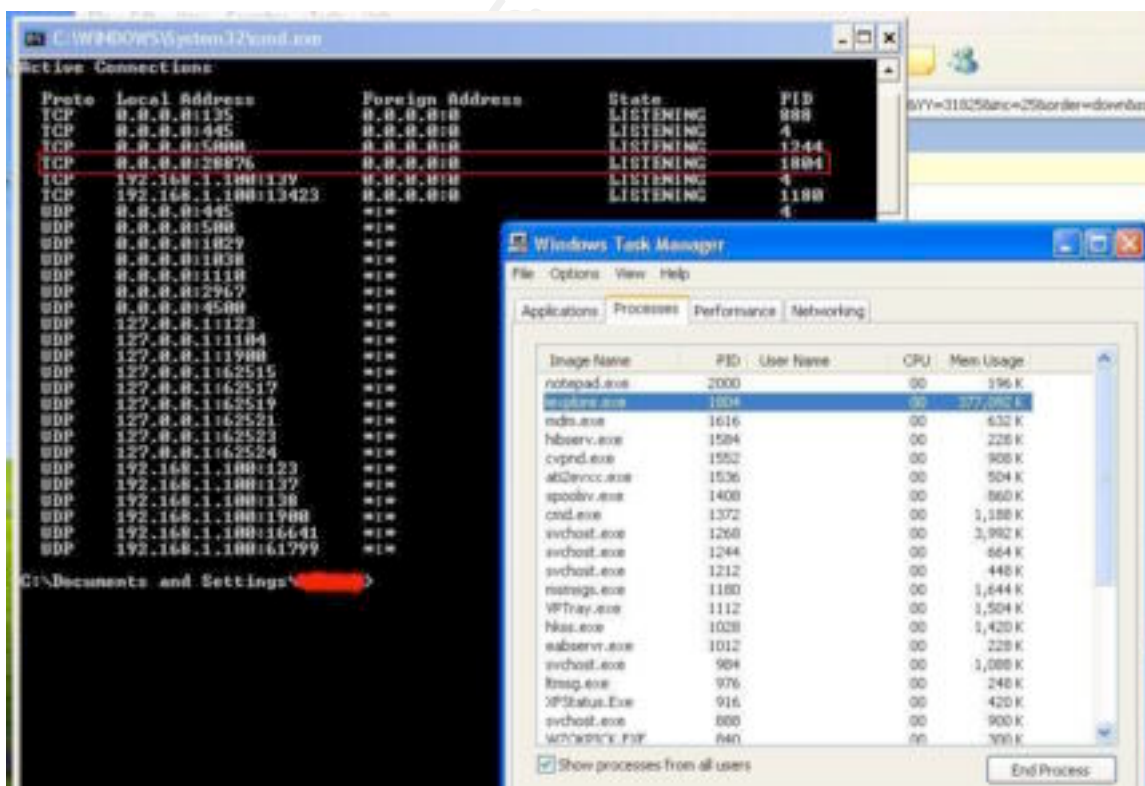 C:\WINDOWS\System32\cmd.exe
Active Connections
Proto Local Address Foreign Address State PID
TCP 0.0.0.0:135 0.0.0.0:0 LISTENING 888
TCP 0.0.0.0:445 0.0.0.0:0 LISTENING 4
TCP 0.0.0.0:5000 0.0.0.0:0 LISTENING 1244
TCP 0.0.0.0:28876 0.0.0.0:0 LISTENING 1804
TCP 192.168.1.100:139 0.0.0.0:0 LISTENING 4
TCP 192.168.1.100:13423 0.0.0.0:0 LISTENING 1180
UDP 0.0.0.0:445 *:* 4
UDP 0.0.0.0:500 *:*
UDP 0.0.0.0:1029 *:*
UDP 0.0.0.0:1030 *:*
UDP 0.0.0.0:1110 *:*
UDP 0.0.0.0:2967 *:*
UDP 0.0.0.0:4500 *:*
UDP 127.0.0.1:123 *:*
UDP 127.0.0.1:1104 *:*
UDP 127.0.0.1:1900 *:*
UDP 127.0.0.1:62515 *:*
UDP 127.0.0.1:62517 *:*
UDP 127.0.0.1:62519 *:*
UDP 127.0.0.1:62521 *:*
UDP 127.0.0.1:62523 *:*
UDP 127.0.0.1:62524 *:*
UDP 192.168.1.100:123 *:*
UDP 192.168.1.100:137 *:*
UDP 192.168.1.100:138 *:*
UDP 192.168.1.100:1900 *:*
UDP 192.168.1.100:16641 *:*
UDP 192.168.1.100:61799 *:*
C:\Documents and Settings\ >
Windows Task Manager
File Options View Help
Applications Processes Performance Networking
Image Name PID User Name CPU Mem Usage
notepad.exe 2000 00 196 K
iexplore.exe 1804 00 377,092 K
mdm.exe 1616 00 632 K
hibserv.exe 1584 00 228 K
cvpnd.exe 1552 00 908 K
ati2evxx.exe 1536 00 504 K
spoolsv.exe 1408 00 860 K
cmd.exe 1372 00 1,188 K
svchost.exe 1260 00 3,992 K
svchost.exe 1244 00 664 K
svchost.exe 1212 00 448 K
msmsgs.exe 1180 00 1,644 K
VPTray.exe 1112 00 1,504 K
hkss.exe 1028 00 1,420 K
eabservr.exe 1012 00 228 K
svchost.exe 984 00 1,088 K
ltmsg.exe 976 00 248 K
XPStatus.Exe 916 00 420 K
svchost.exe 888 00 900 K
WZQKPICK.EXE 840 00 300 K
Show processes from all users
End Process